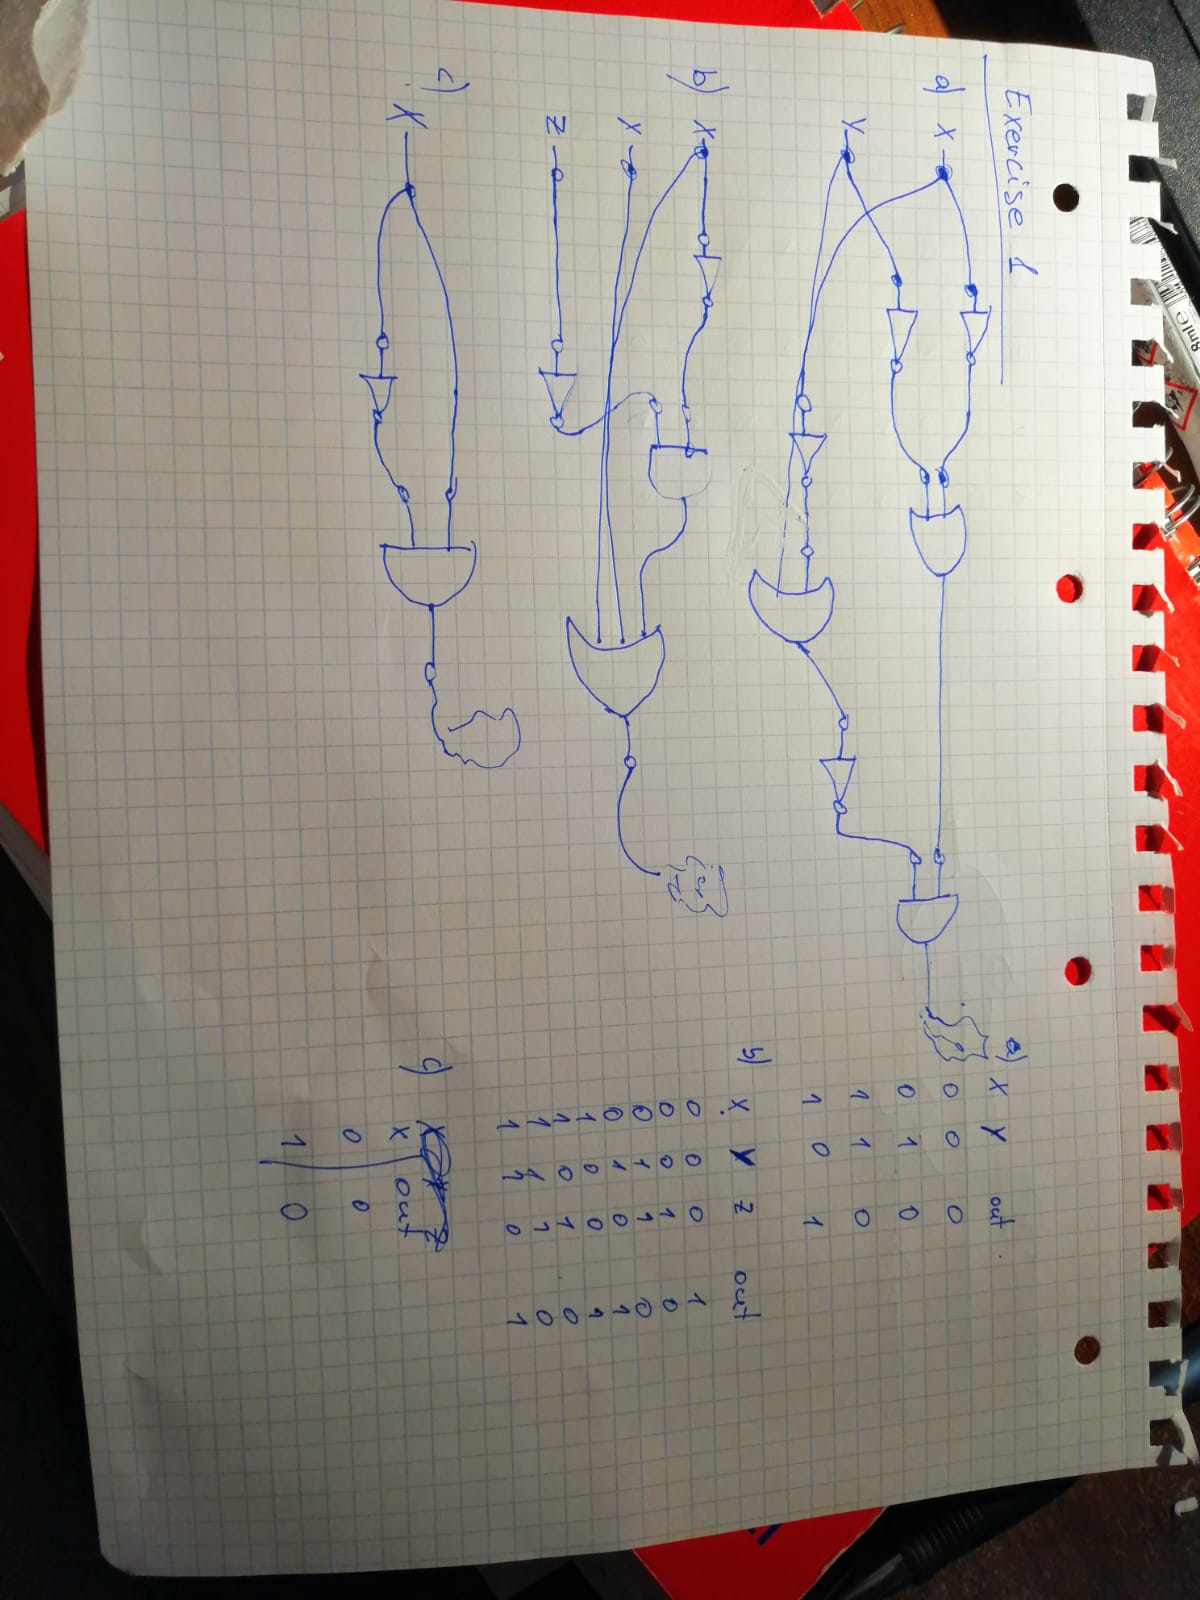 Exercise 1
a) X
Y
b) X
Y
Z
c) X
a) X Y out
0 0 0
0 1 0
1 1 0
1 0 1
b) X Y Z out
0 0 0 1
0 0 1 0
0 1 1 0
0 1 0 1
1 0 0 1
1 0 1 0
1 1 1 0
1 1 0 1
c)
X out
0 0
1 0